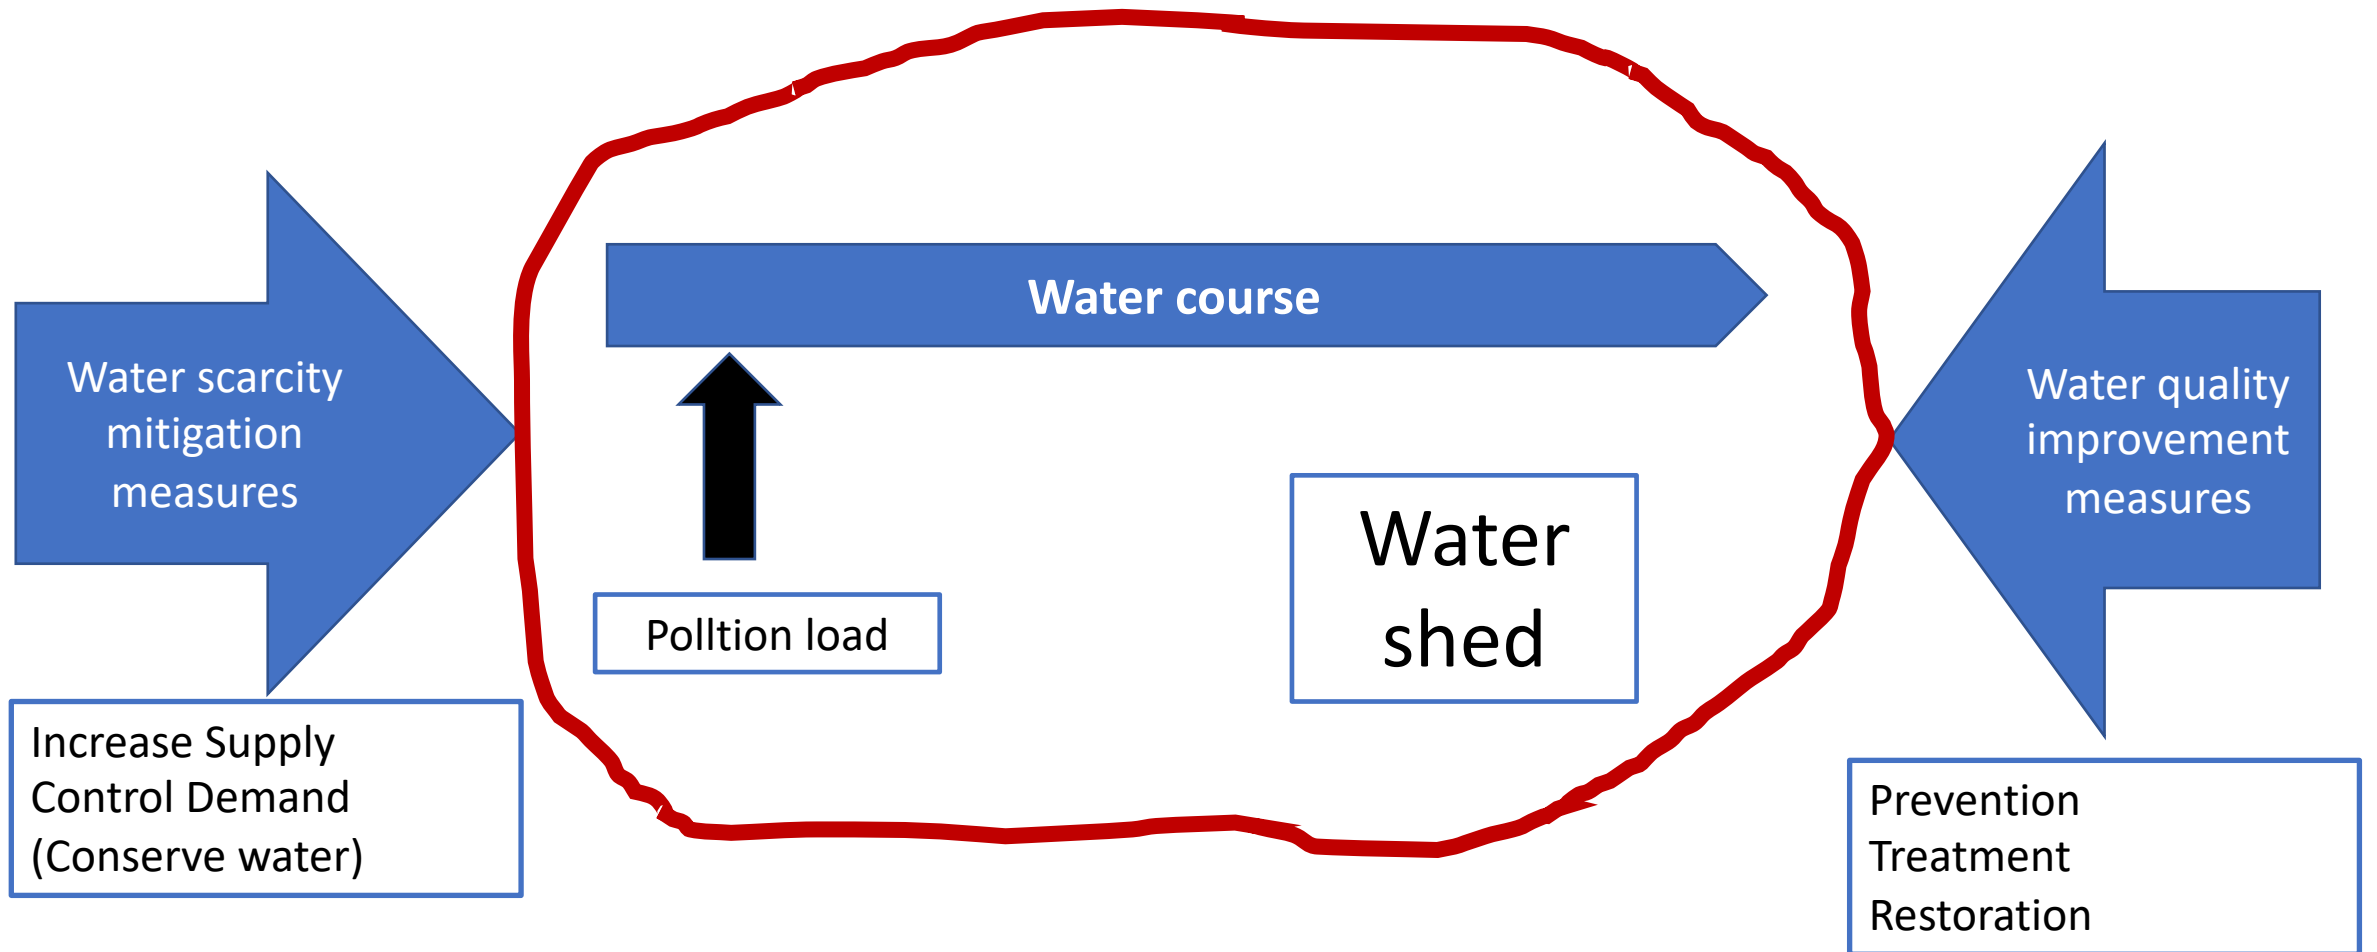 Water course
Water scarcity
mitigation
measures
Water quality
improvement
measures
Water
shed
Polltion load
Increase Supply
Control Demand
(Conserve water)
Prevention
Treatment
Restoration